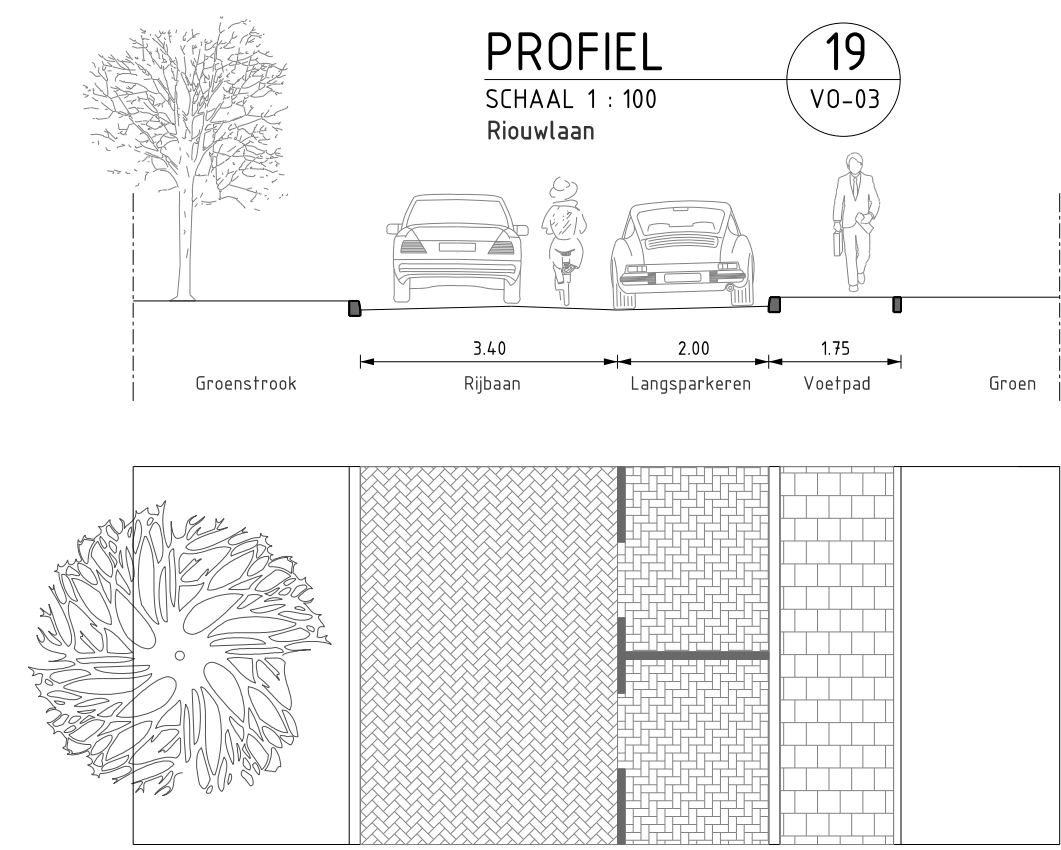 PROFIEL
19
SCHAAL 1 : 100
VO-03
Riouwlaan
3.40
2.00
1.75
Groenstrook
Rijbaan
Langsparkeren
Voetpad
Groen